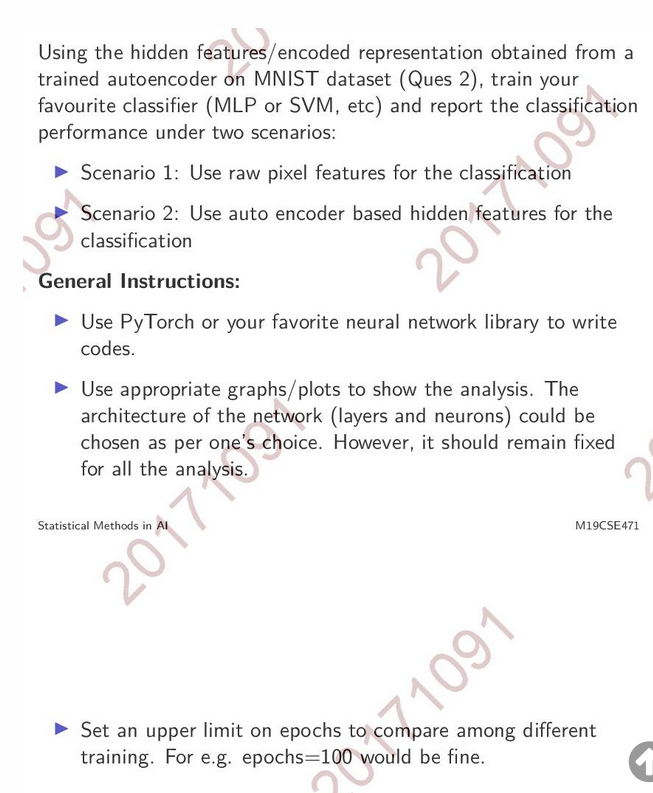 Using the hidden features/encoded representation obtained from a
trained autoencoder on MNIST dataset (Ques 2), train your
favourite classifier (MLP or SVM, etc) and report the classification
performance under two scenarios:
▶ Scenario 1: Use raw pixel features for the classification
▶ Scenario 2: Use auto encoder based hidden features for the
classification
General Instructions:
▶ Use PyTorch or your favorite neural network library to write
codes.
▶ Use appropriate graphs/plots to show the analysis. The
architecture of the network (layers and neurons) could be
chosen as per one's choice. However, it should remain fixed
for all the analysis.
Statistical Methods in AI M19CSE471
▶ Set an upper limit on epochs to compare among different
training. For e.g. epochs=100 would be fine.
20
20171091
091
20171091
2
20171091